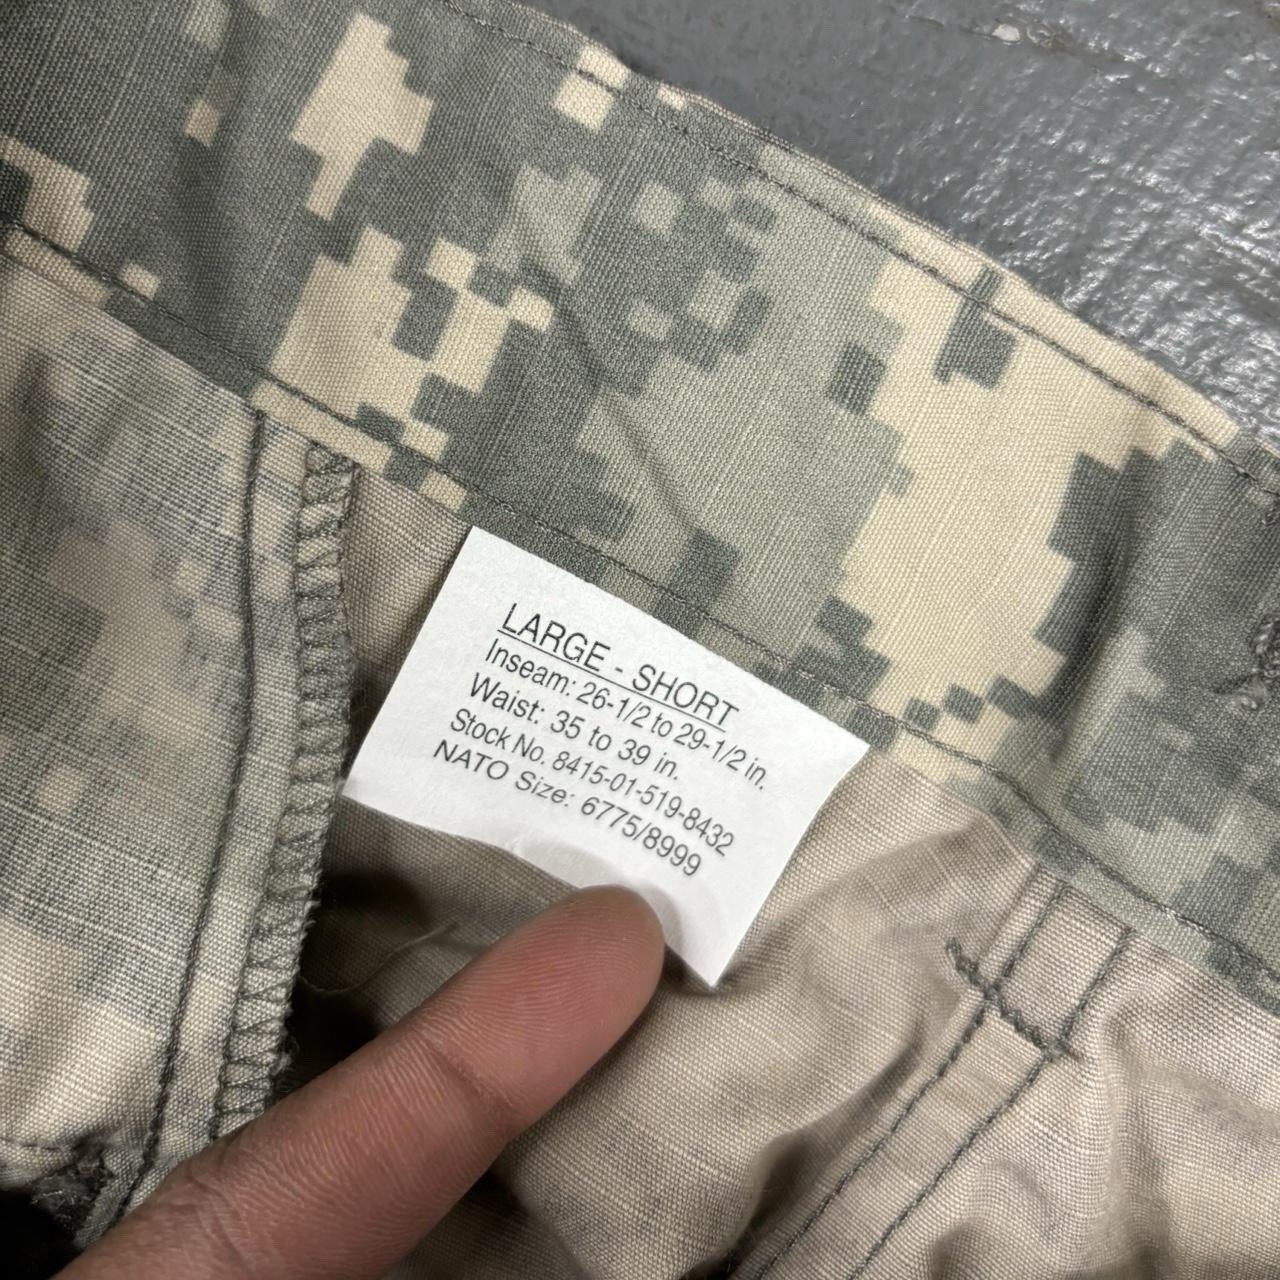 LARGE - SHORT
Inseam: 26-1/2 to 29-1/2 in.
Waist: 35 to 39 in.
Stock No. 8415-01-519-8432
NATO Size: 6775/8999